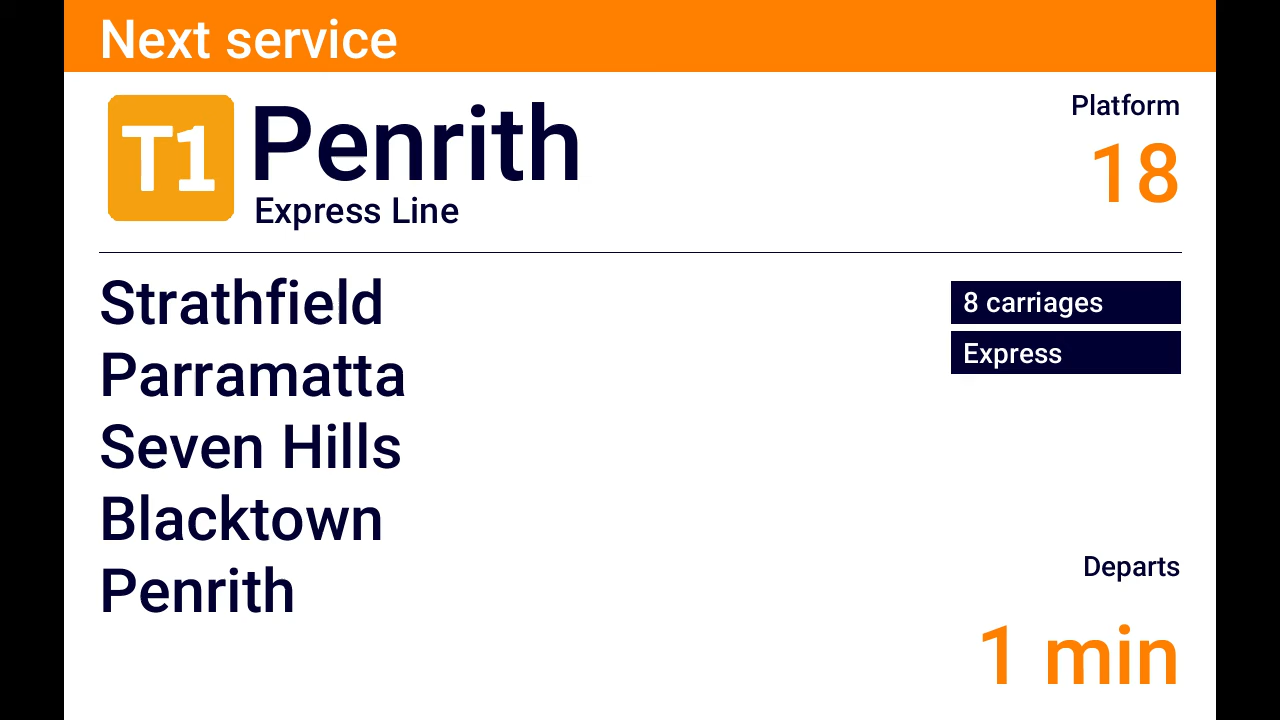 Next service
T1 Penrith
Express Line
Platform
18
Strathfield
Parramatta
Seven Hills
Blacktown
Penrith
8 carriages
Express
Departs
1 min